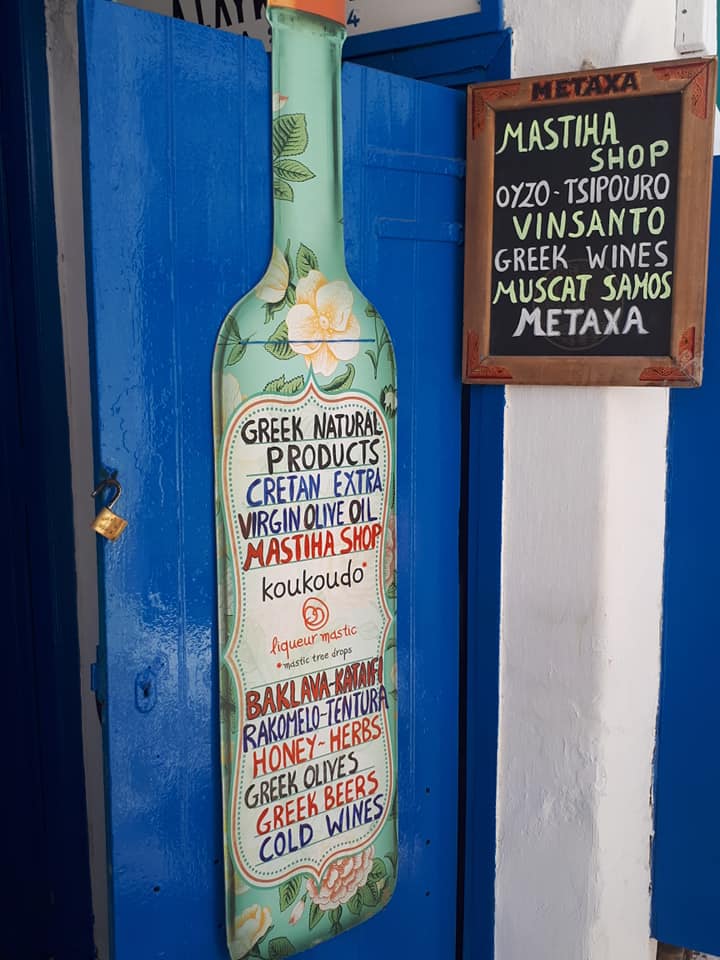 METAXA
MASTIHA
SHOP
ΟΥΖΟ - TSIPOURO
VINSANTO
GREEK WINES
MUSCAT SAMOS
METAXA
GREEK NATURAL
PRODUCTS
CRETAN EXTRA
VIRGIN OLIVE OIL
MASTIHA SHOP
koukoudo*
liqueur mastic
*mastic tree drops
BAKLAVA-KATAIFI
RAKOMELO-TENTURA
HONEY~HERBS
GREEK OLIVES
GREEK BEERS
COLD WINES